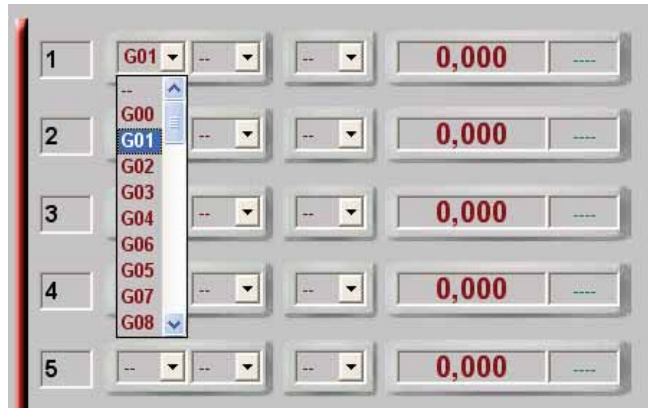 1 G01 -- -- 0,000 ----
--
G00
2 G01 -- -- 0,000 ----
G02
G03
3 G04 -- -- 0,000 ----
G06
G05
4 G07 -- -- 0,000 ----
G08
5 -- -- -- 0,000 ----